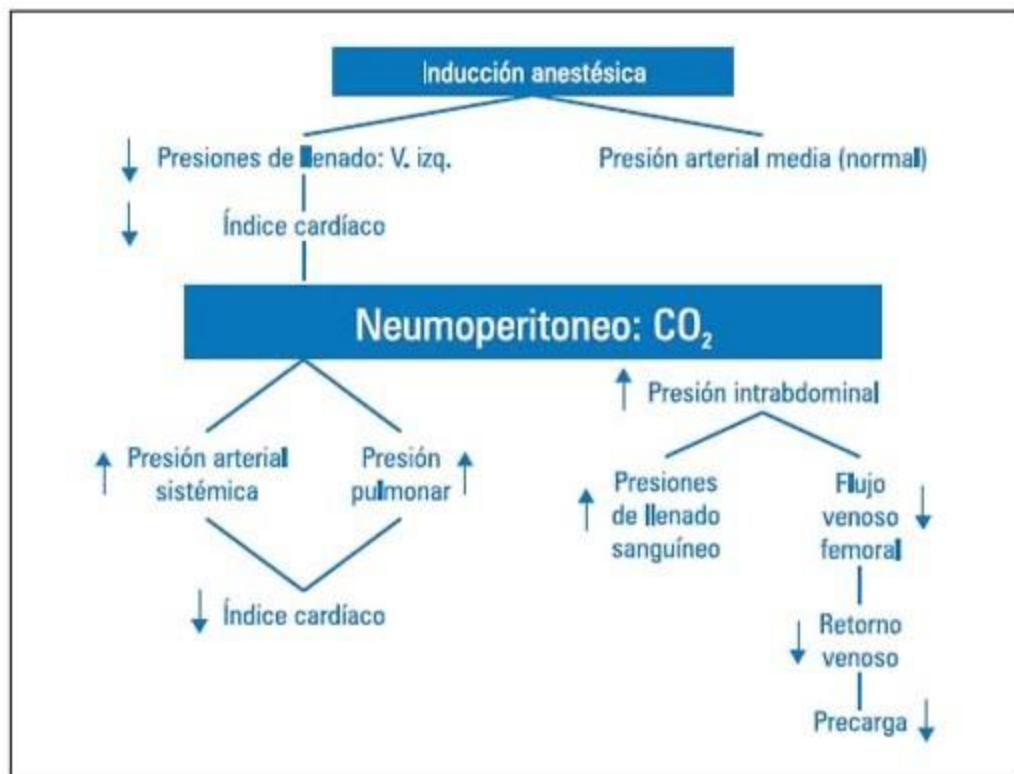 Inducción anestésica
↓ Presiones de llenado: V. izq.
Presión arterial media (normal)
↓ Índice cardíaco
Neumoperitoneo: CO₂
↑ Presión intrabdominal
↑ Presión arterial
sistémica
Presión ↑
pulmonar
↑ Presiones
de llenado
sanguíneo
Flujo ↓
venoso
femoral
↓ Índice cardíaco
↓ Retorno
venoso
Precarga ↓